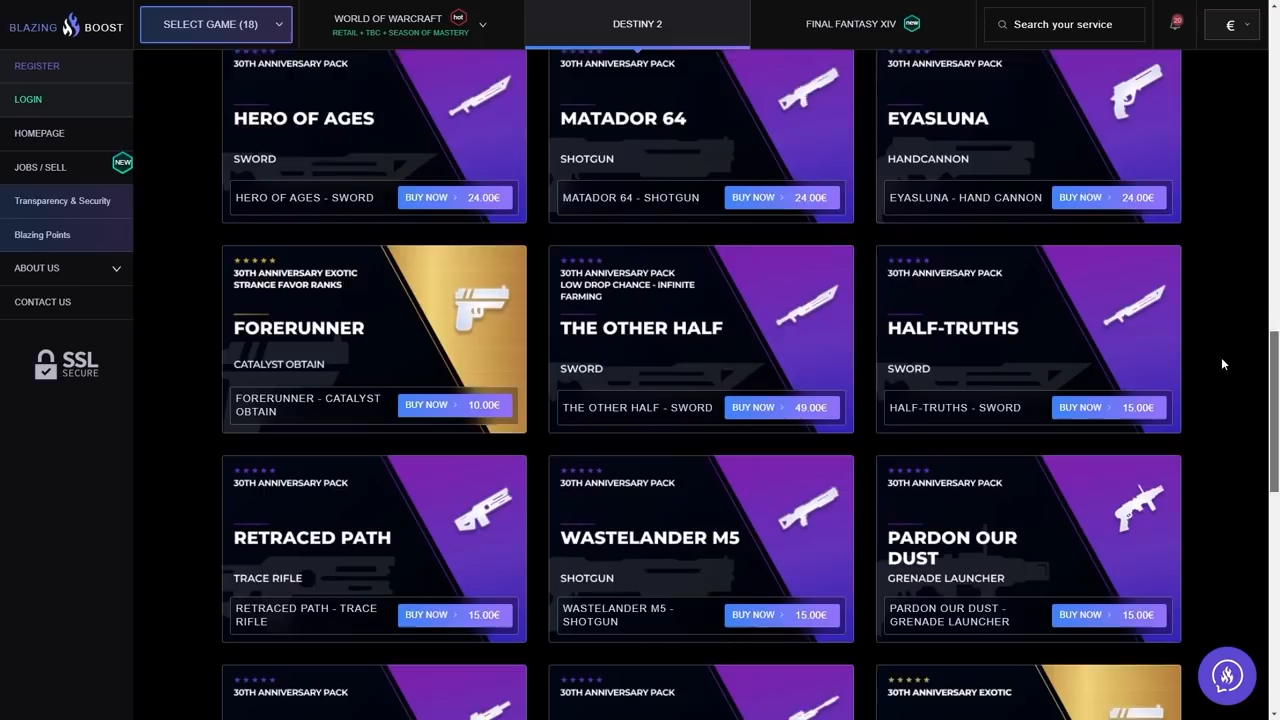 BLAZING BOOST
SELECT GAME (18)
WORLD OF WARCRAFT
hot
RETAIL + TBC + SEASON OF MASTERY
DESTINY 2
FINAL FANTASY XIV
new
Search your service
20
€
REGISTER
LOGIN
HOMEPAGE
JOBS / SELL
NEW
Transparency & Security
Blazing Points
ABOUT US
CONTACT US
SSL
SECURE
30TH ANNIVERSARY PACK
HERO OF AGES
SWORD
HERO OF AGES - SWORD
BUY NOW
24.00€
30TH ANNIVERSARY PACK
MATADOR 64
SHOTGUN
MATADOR 64 - SHOTGUN
BUY NOW
24.00€
30TH ANNIVERSARY PACK
EYASLUNA
HANDCANNON
EYASLUNA - HAND CANNON
BUY NOW
24.00€
30TH ANNIVERSARY EXOTIC
STRANGE FAVOR RANKS
FORERUNNER
CATALYST OBTAIN
FORERUNNER - CATALYST
OBTAIN
BUY NOW
10.00€
30TH ANNIVERSARY PACK
LOW DROP CHANCE - INFINITE
FARMING
THE OTHER HALF
SWORD
THE OTHER HALF - SWORD
BUY NOW
49.00€
30TH ANNIVERSARY PACK
HALF-TRUTHS
SWORD
HALF-TRUTHS - SWORD
BUY NOW
15.00€
30TH ANNIVERSARY PACK
RETRACED PATH
TRACE RIFLE
RETRACED PATH - TRACE
RIFLE
BUY NOW
15.00€
30TH ANNIVERSARY PACK
WASTELANDER M5
SHOTGUN
WASTELANDER M5 -
SHOTGUN
BUY NOW
15.00€
30TH ANNIVERSARY PACK
PARDON OUR
DUST
GRENADE LAUNCHER
PARDON OUR DUST -
GRENADE LAUNCHER
BUY NOW
15.00€
30TH ANNIVERSARY PACK
30TH ANNIVERSARY PACK
30TH ANNIVERSARY EXOTIC